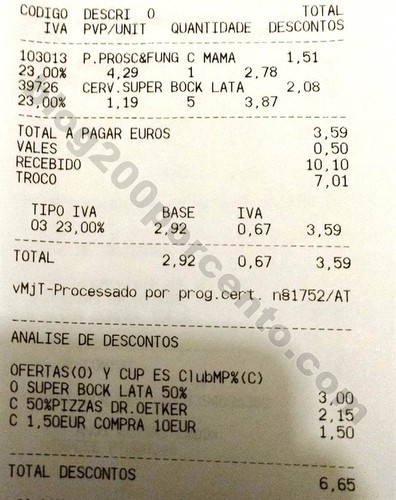 CODIGO DESCRI O TOTAL
IVA PVP/UNIT QUANTIDADE DESCONTOS
103013 P.PROSC&FUNG C MAMA 1,51
23,00% 4,29 1 2,78
39726 CERV.SUPER BOCK LATA 2,08
23,00% 1,19 5 3,87
TOTAL A PAGAR EUROS 3,59
VALES 0,50
RECEBIDO 10,10
TROCO 7,01
TIPO IVA BASE IVA
03 23,00% 2,92 0,67 3,59
TOTAL 2,92 0,67 3,59
vMjT-Processado por prog.cert. n§1752/AT
ANALISE DE DESCONTOS
OFERTAS(O) Y CUP ES ClubMP%(C)
O SUPER BOCK LATA 50% 3,00
C 50%PIZZAS DR.OETKER 2,15
C 1,50EUR COMPRA 10EUR 1,50
TOTAL DESCONTOS 6,65
blog200porcento.com